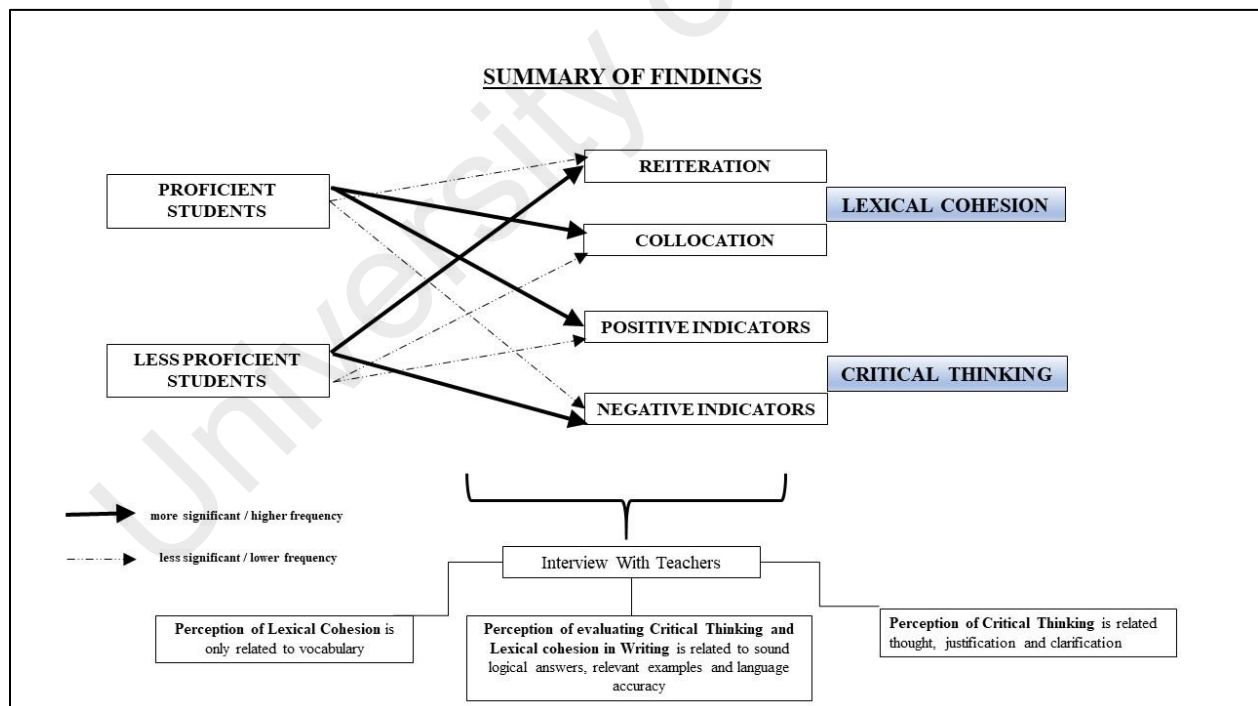 SUMMARY OF FINDINGS
REITERATION
PROFICIENT
STUDENTS
LEXICAL COHESION
COLLOCATION
POSITIVE INDICATORS
LESS PROFICIENT
STUDENTS
CRITICAL THINKING
NEGATIVE INDICATORS
more significant / higher frequency
less significant / lower frequency
Interview With Teachers
Perception of Lexical Cohesion is
only related to vocabulary
Perception of evaluating Critical Thinking and
Lexical cohesion in Writing is related to sound
logical answers, relevant examples and language
accuracy
Perception of Critical Thinking is related
thought, justification and clarification
University